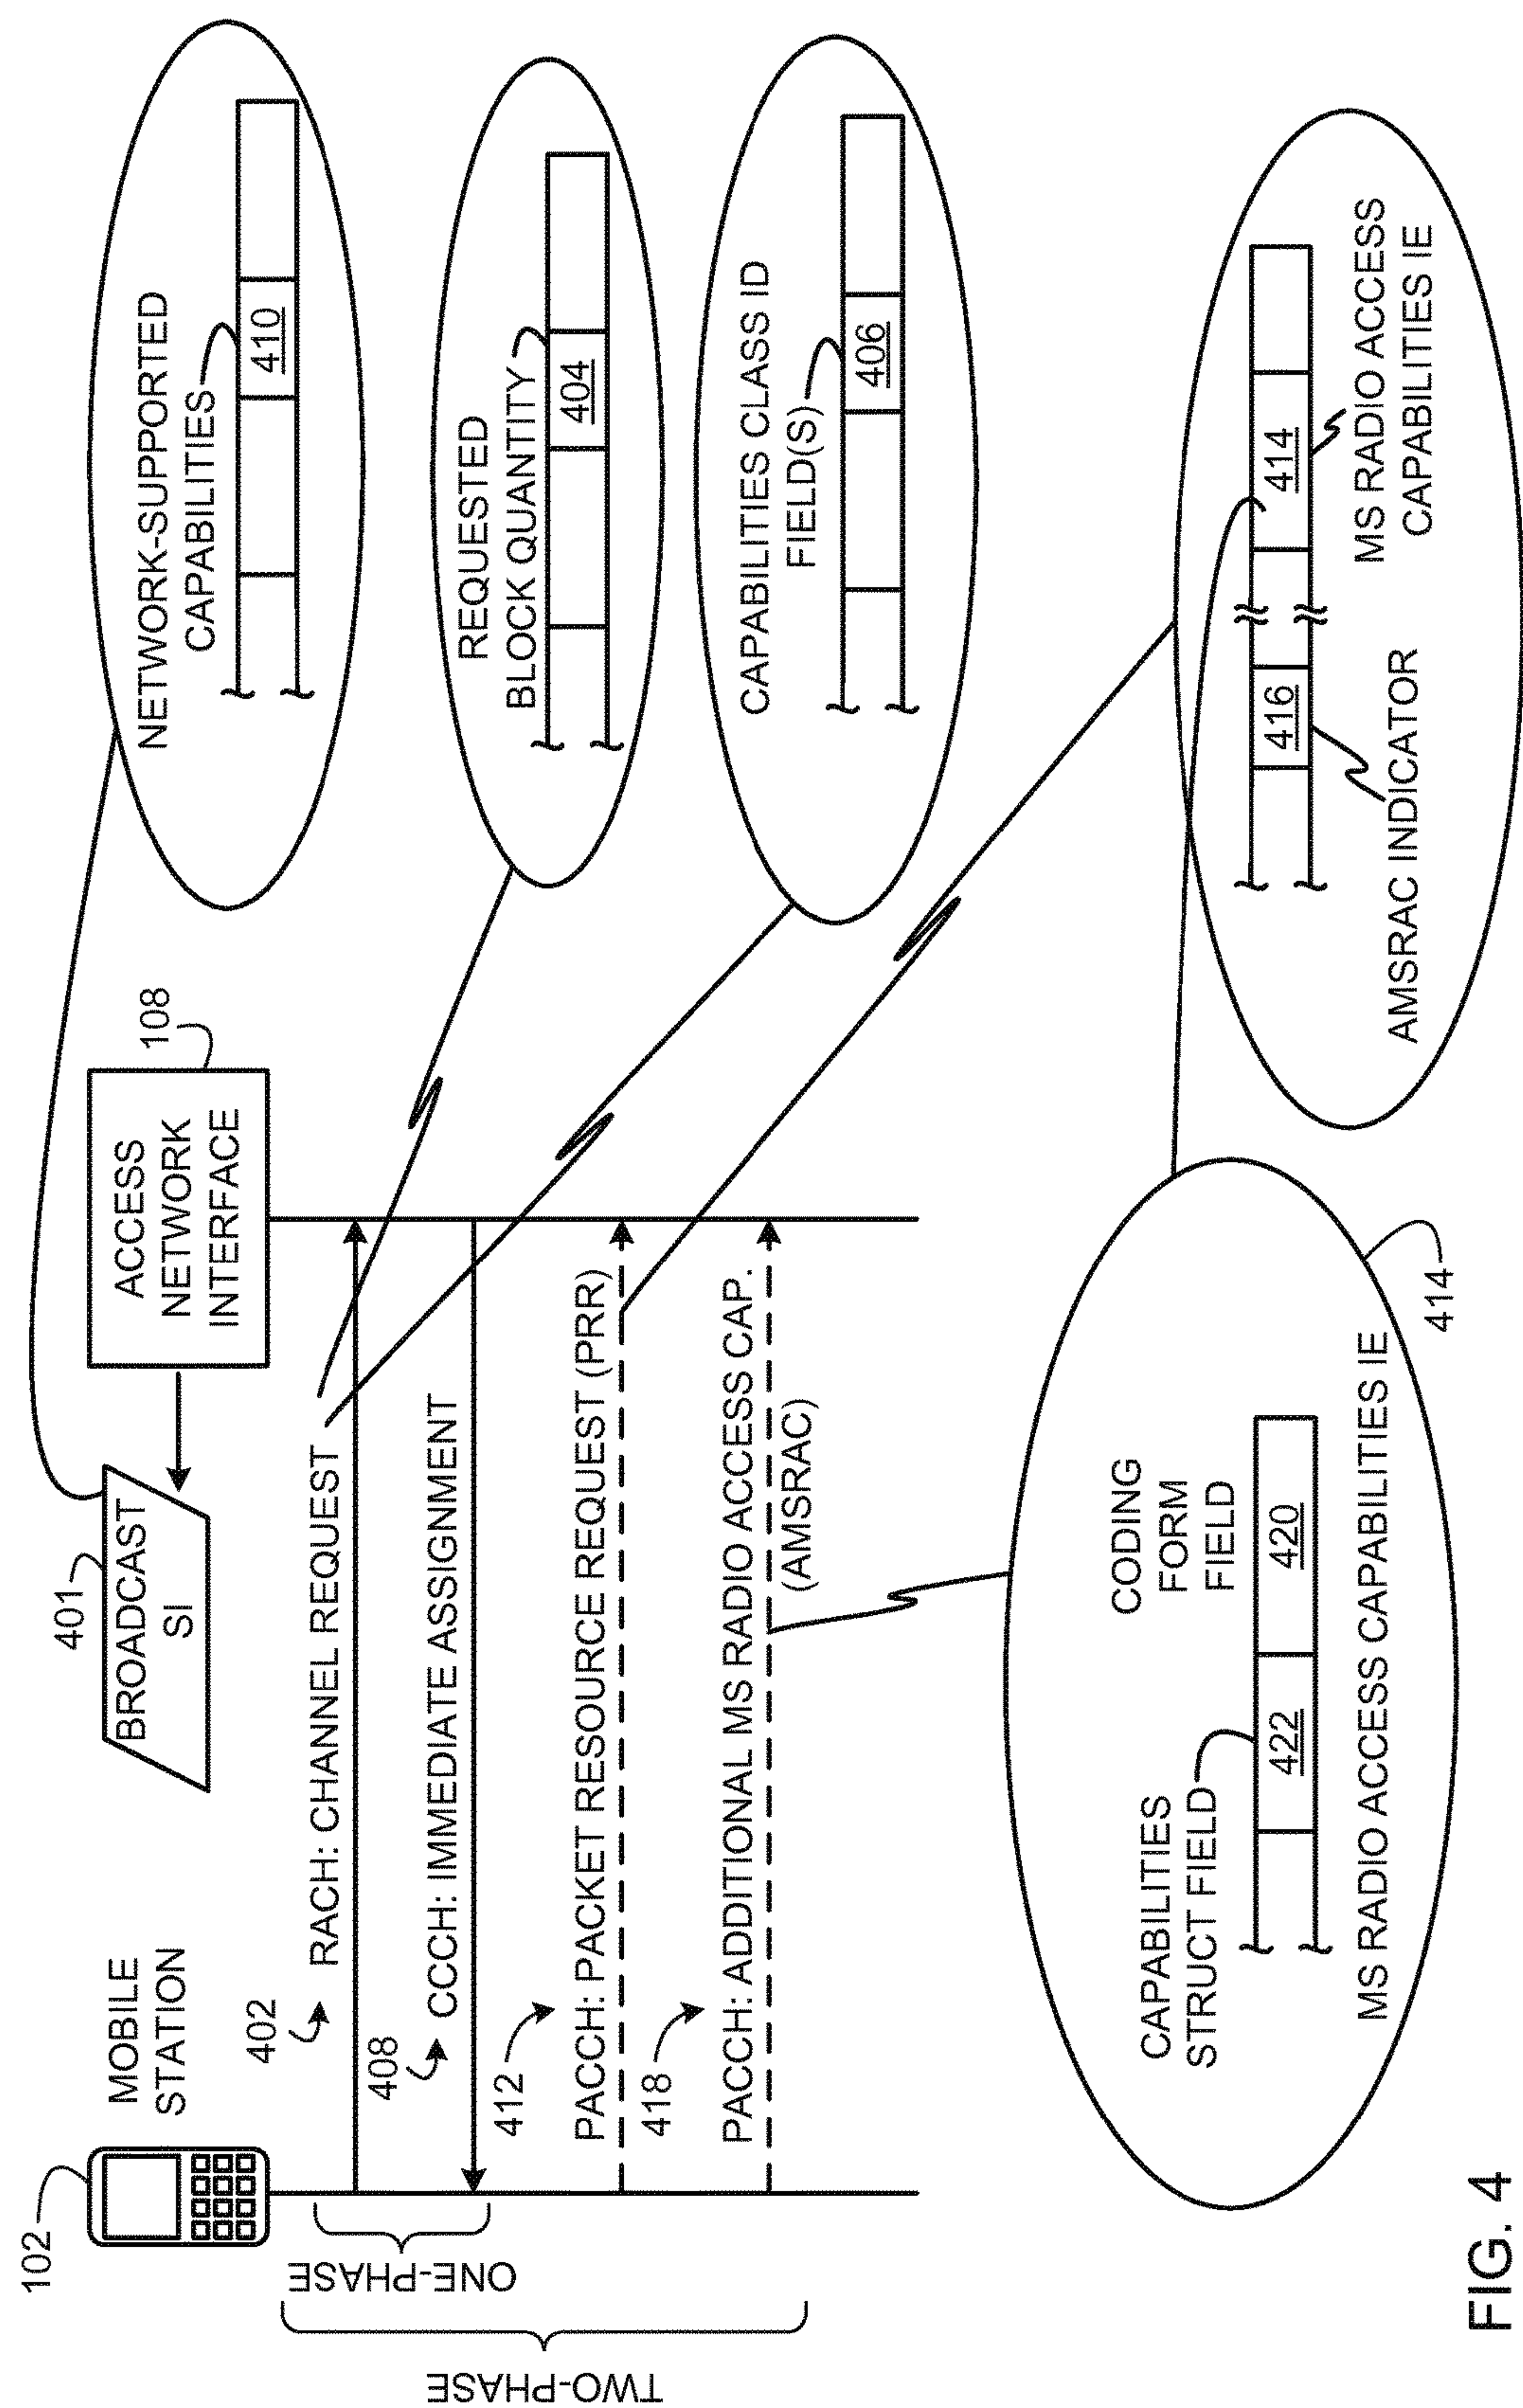 102
MOBILE
STATION
401
BROADCAST
SI
ACCESS
NETWORK
INTERFACE
108
NETWORK-SUPPORTED
CAPABILITIES
410
TWO-PHASE
ONE-PHASE
402
RACH: CHANNEL REQUEST
408
CCCH: IMMEDIATE ASSIGNMENT
412
PACCH: PACKET RESOURCE REQUEST (PRR)
418
PACCH: ADDITIONAL MS RADIO ACCESS CAP.
(AMSRAC)
REQUESTED
BLOCK QUANTITY
404
CAPABILITIES CLASS ID
FIELD(S)
406
CAPABILITIES
STRUCT FIELD
CODING
FORM
FIELD
422
420
MS RADIO ACCESS CAPABILITIES IE
414
416
414
AMSRAC INDICATOR
MS RADIO ACCESS
CAPABILITIES IE
FIG. 4